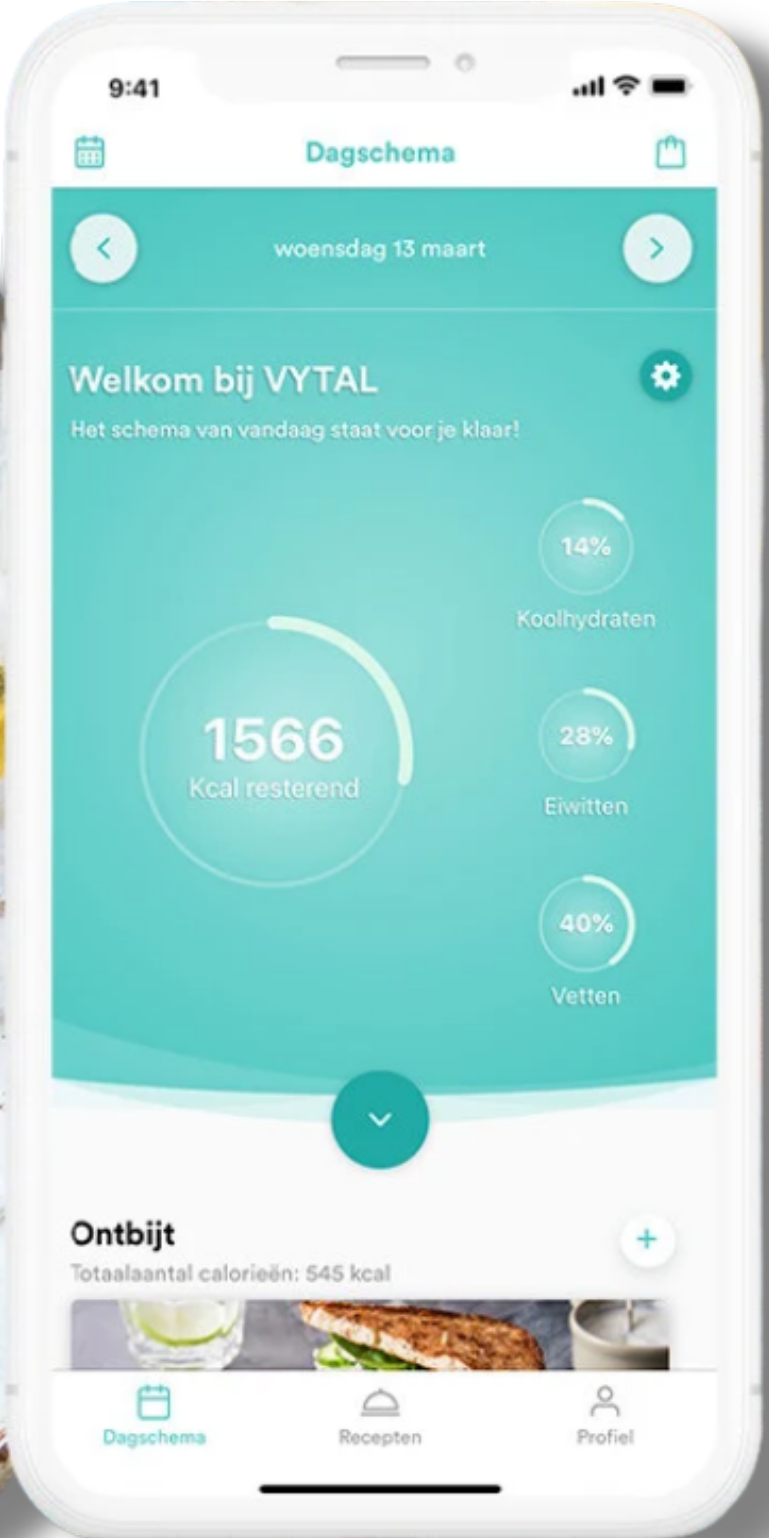 9:41
Dagschema
woensdag 13 maart
Welkom bij VYTAL
Het schema van vandaag staat voor je klaar!
14%
Koolhydraten
1566
Kcal resterend
28%
Eiwitten
40%
Vetten
Ontbijt
Totaalaantal calorieën: 545 kcal
Dagschema
Recepten
Profiel